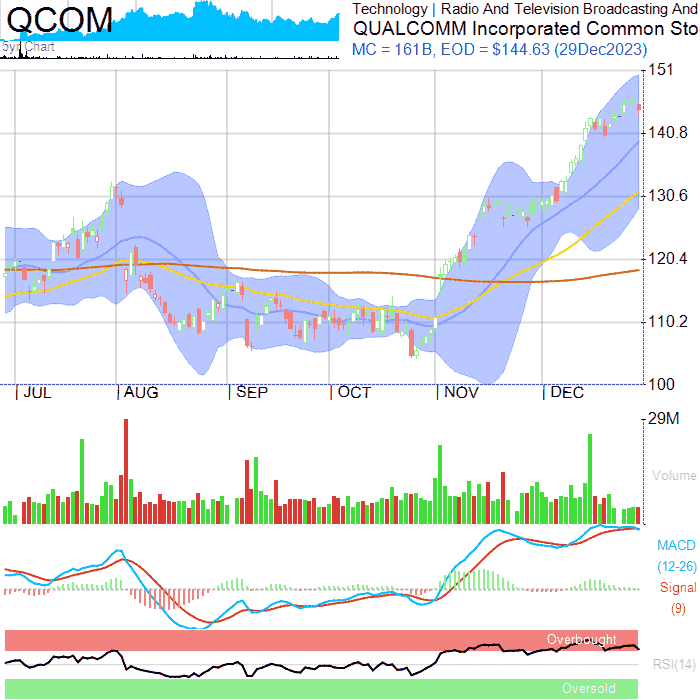 QCOM
5yr Chart
Technology | Radio And Television Broadcasting And
QUALCOMM Incorporated Common Sto
MC = 161B, EOD = $144.63 (29Dec2023)
151
140.8
130.6
120.4
110.2
100
JUL AUG SEP OCT NOV DEC
29M
Volume
MACD
(12-26)
Signal
(9)
Overbought
RSI(14)
Oversold